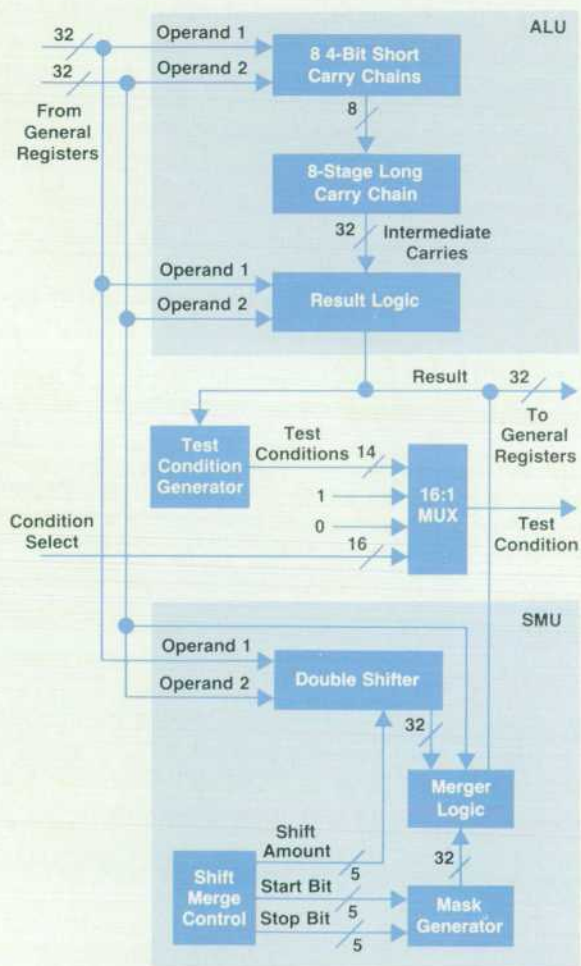 ALU
32
Operand 1
32
Operand 2
From
General
Registers
8 4-Bit Short
Carry Chains
8
8-Stage Long
Carry Chain
32
Intermediate
Carries
Operand 1
Operand 2
Result Logic
Result
32
To
General
Registers
Test
Condition
Generator
Test
Conditions 14
1
0
16
16:1
MUX
Condition
Select
Test
Condition
SMU
Operand 1
Operand 2
Double Shifter
32
Merger
Logic
32
Shift
Amount
5
Start Bit
5
Stop Bit
5
Shift
Merge
Control
Mask
Generator